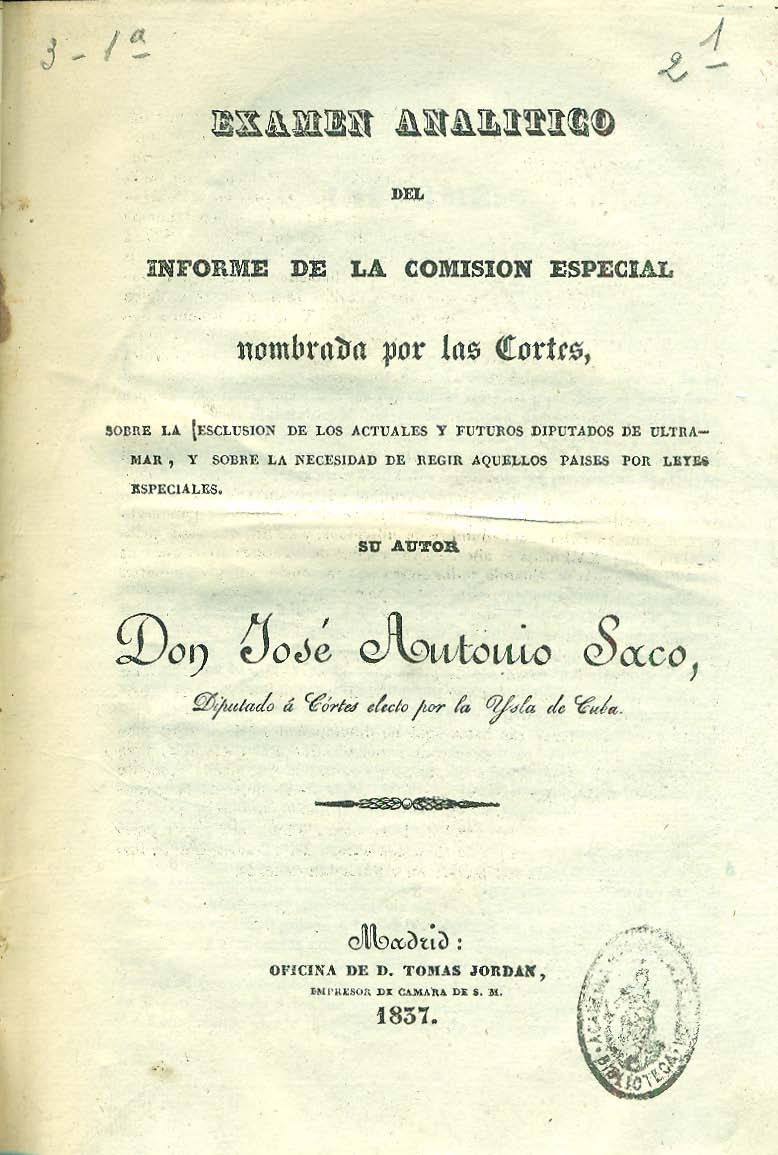 3 - 1ª
2 1
EXAMEN ANALITICO
DEL
INFORME DE LA COMISION ESPECIAL
nombrada por las Cortes,
SOBRE LA ESCLUSION DE LOS ACTUALES Y FUTUROS DIPUTADOS DE ULTRA—
MAR, Y SOBRE LA NECESIDAD DE REGIR AQUELLOS PAISES POR LEYES
ESPECIALES.
SU AUTOR
Don José Antonio Saco,
Diputado á Córtes electo por la Ysla de Cuba.
Madrid:
OFICINA DE D. TOMAS JORDAN,
IMPRESOR DE CAMARA DE S. M.
1837.
BIBLIOTECA